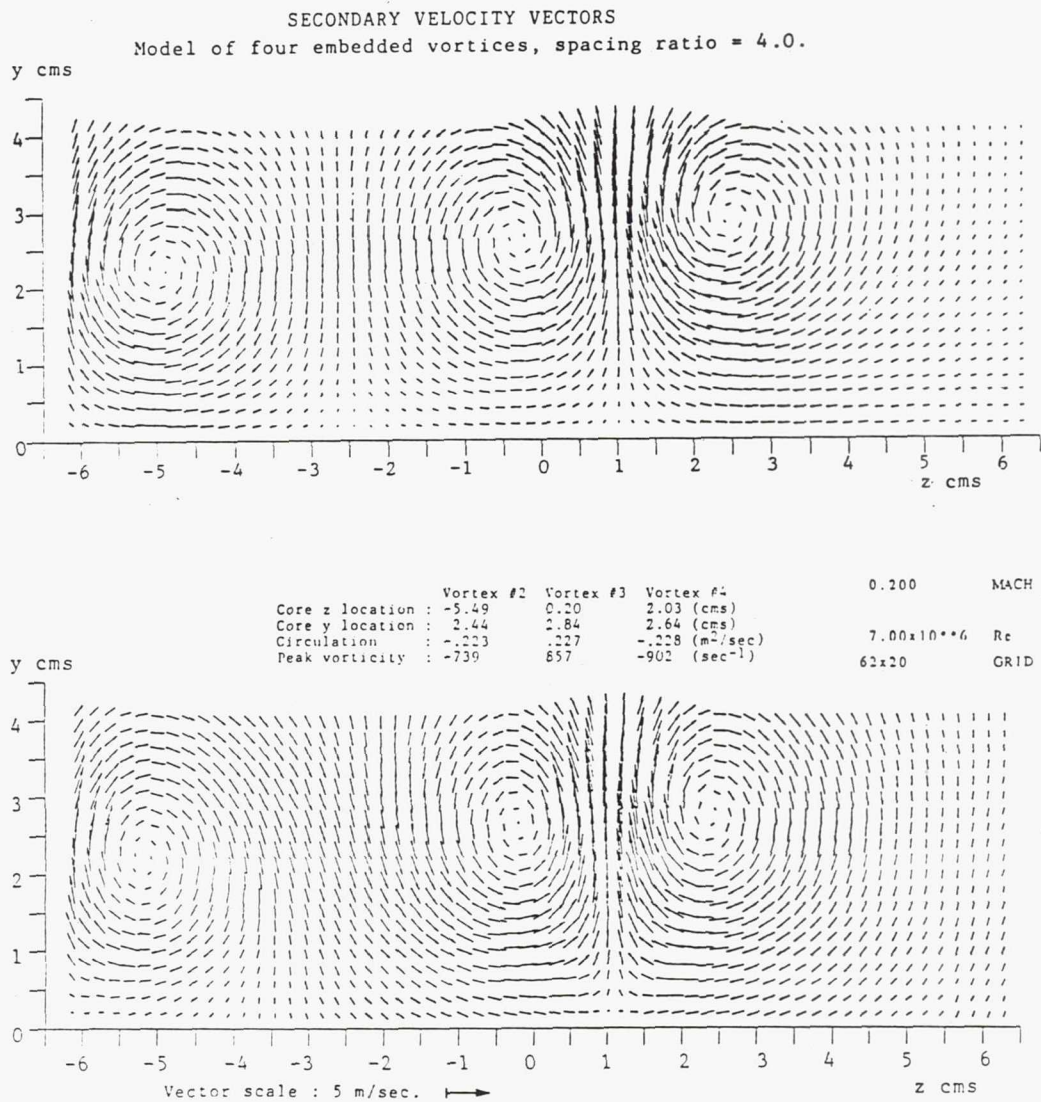 SECONDARY VELOCITY VECTORS
Model of four embedded vortices, spacing ratio = 4.0.
y cms
4
3
2
1
0
-6 -5 -4 -3 -2 -1 0 1 2 3 4 5 6
z cms
Vortex #2 Vortex #3 Vortex #4
Core z location : -5.49 0.20 2.03 (cms)
Core y location : 2.44 2.84 2.64 (cms)
Circulation : -.223 .227 -.228 (m²/sec)
Peak vorticity : -739 857 -902 (sec⁻¹)
0.200 MACH
7.00x10**6 Re
62x20 GRID
y cms
4
3
2
1
0
-6 -5 -4 -3 -2 -1 0 1 2 3 4 5 6
Vector scale : 5 m/sec.
z cms